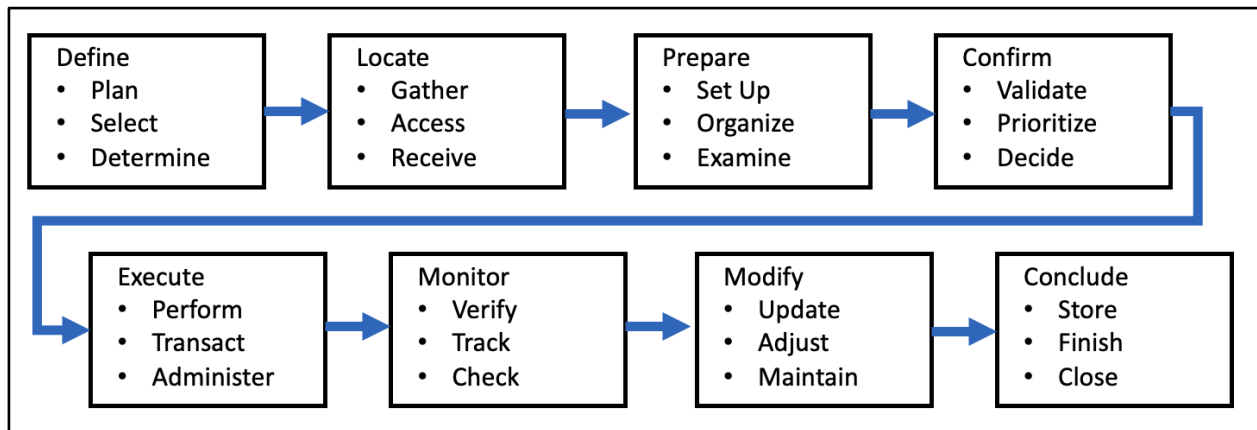 Define
• Plan
• Select
• Determine
Locate
• Gather
• Access
• Receive
Prepare
• Set Up
• Organize
• Examine
Confirm
• Validate
• Prioritize
• Decide
Execute
• Perform
• Transact
• Administer
Monitor
• Verify
• Track
• Check
Modify
• Update
• Adjust
• Maintain
Conclude
• Store
• Finish
• Close